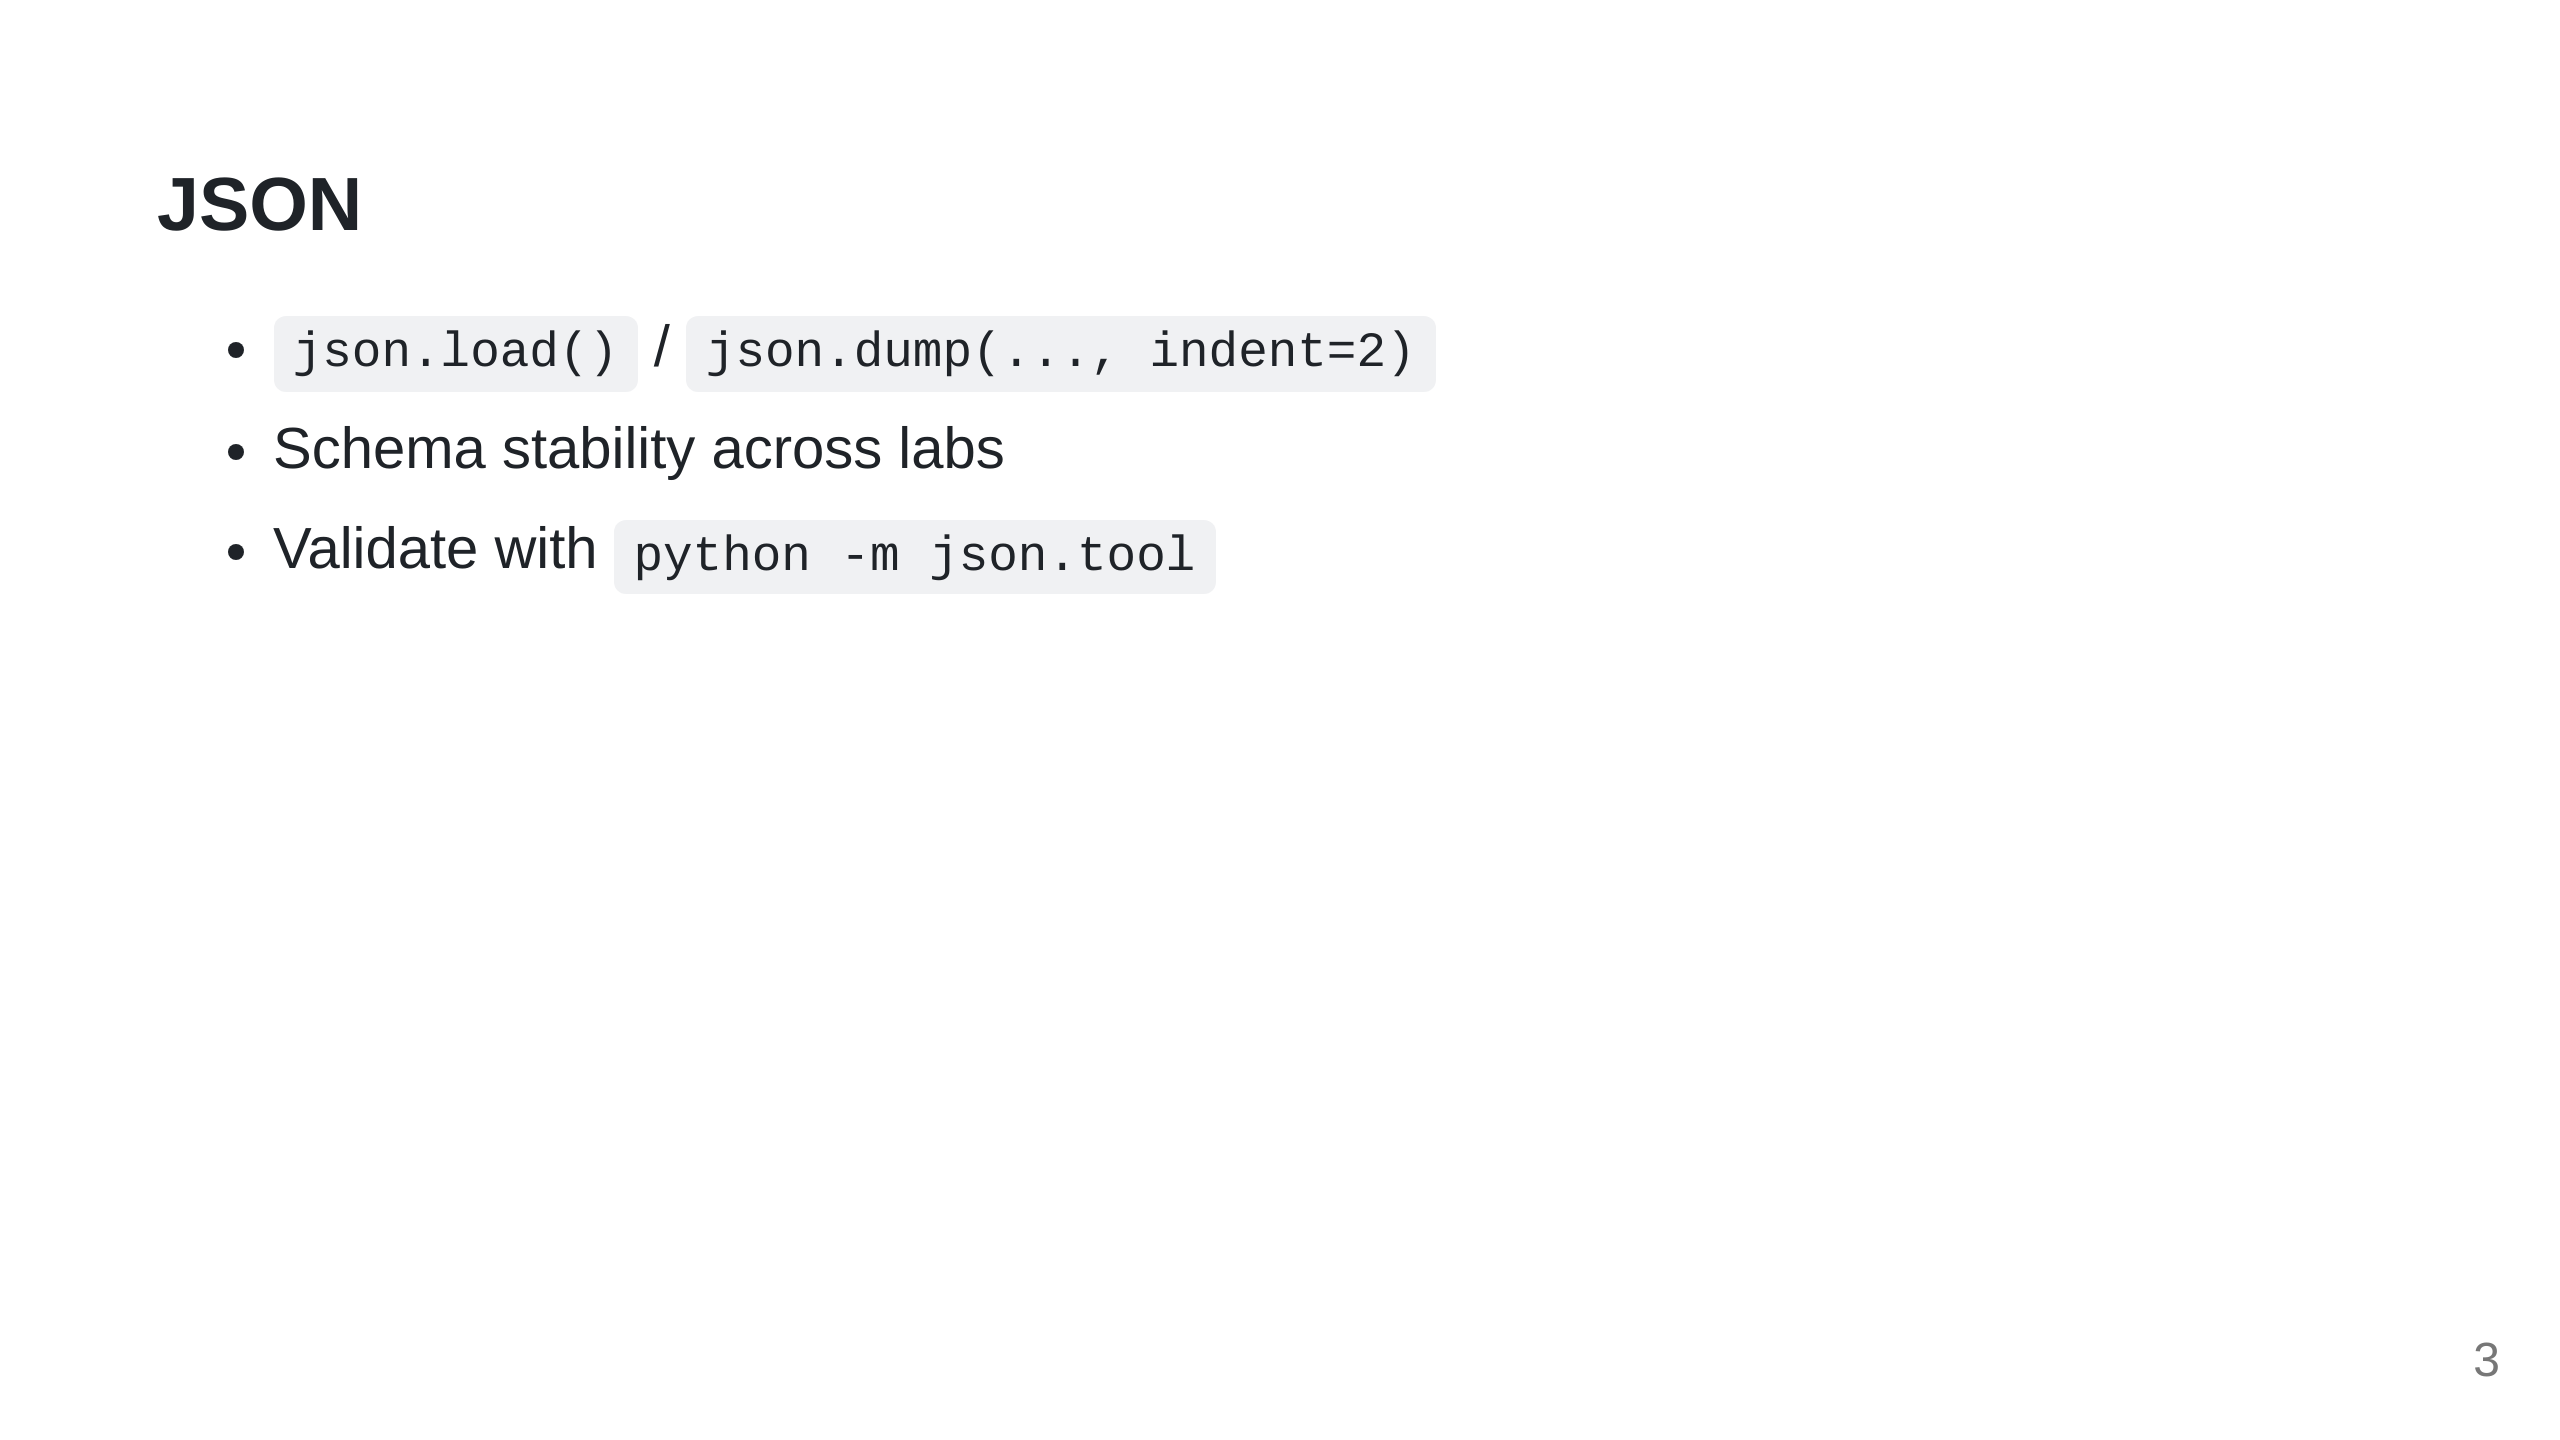 JSON
• json.load() / json.dump(..., indent=2)
• Schema stability across labs
• Validate with python -m json.tool
3